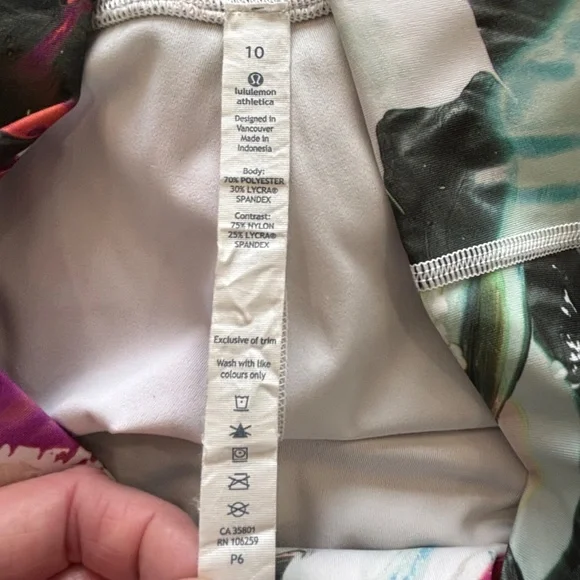 10
lululemon
athletica
Designed in
Vancouver
Made in
Indonesia
Body:
70% POLYESTER
30% LYCRA®
SPANDEX
Contrast:
75% NYLON
25% LYCRA®
SPANDEX
Exclusive of trim
Wash with like
colours only
CA 35801
RN 106259
P6